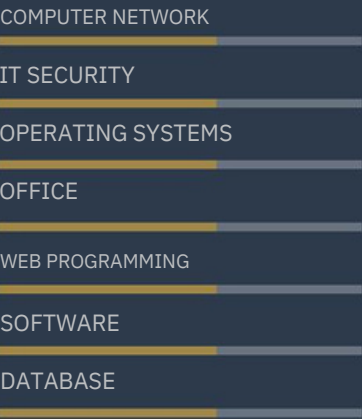 COMPUTER NETWORK
IT SECURITY
OPERATING SYSTEMS
OFFICE
WEB PROGRAMMING
SOFTWARE
DATABASE